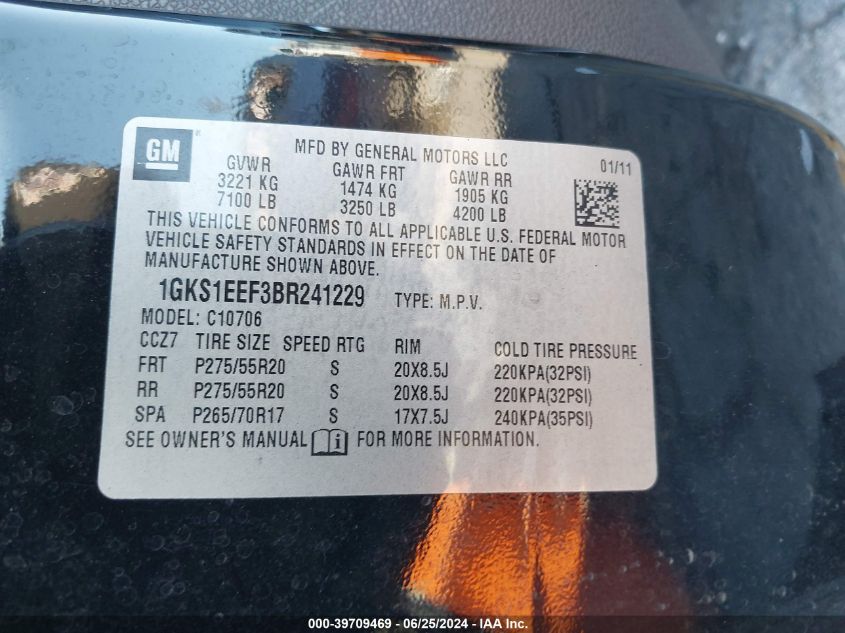 GM
MFD BY GENERAL MOTORS LLC
01/11
GVWR GAWR FRT GAWR RR
3221 KG 1474 KG 1905 KG
7100 LB 3250 LB 4200 LB
THIS VEHICLE CONFORMS TO ALL APPLICABLE U.S. FEDERAL MOTOR
VEHICLE SAFETY STANDARDS IN EFFECT ON THE DATE OF
MANUFACTURE SHOWN ABOVE.
1GKS1EEF3BR241229 TYPE: M.P.V.
MODEL: C10706
CCZ7 TIRE SIZE SPEED RTG RIM COLD TIRE PRESSURE
FRT P275/55R20 S 20X8.5J 220KPA(32PSI)
RR P275/55R20 S 20X8.5J 220KPA(32PSI)
SPA P265/70R17 S 17X7.5J 240KPA(35PSI)
SEE OWNER'S MANUAL i FOR MORE INFORMATION.
000-39709469 - 06/25/2024 - IAA Inc.